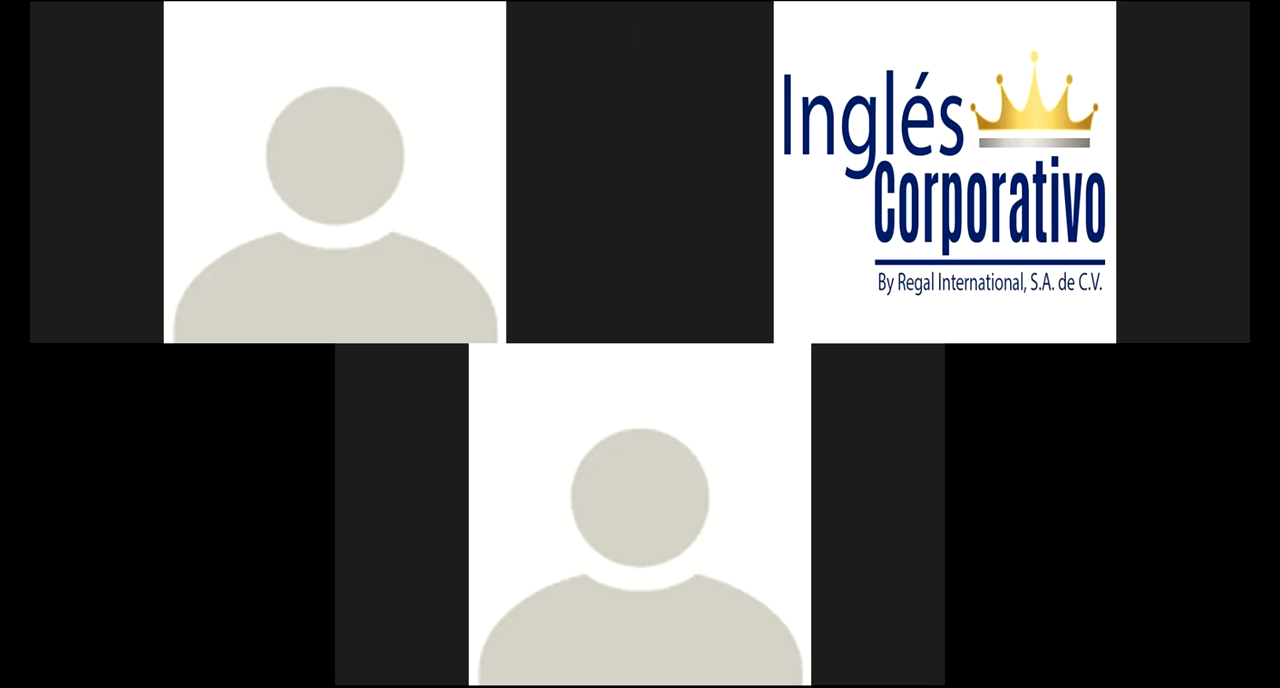 Inglés
Corporativo
By Regal International, S.A. de C.V.